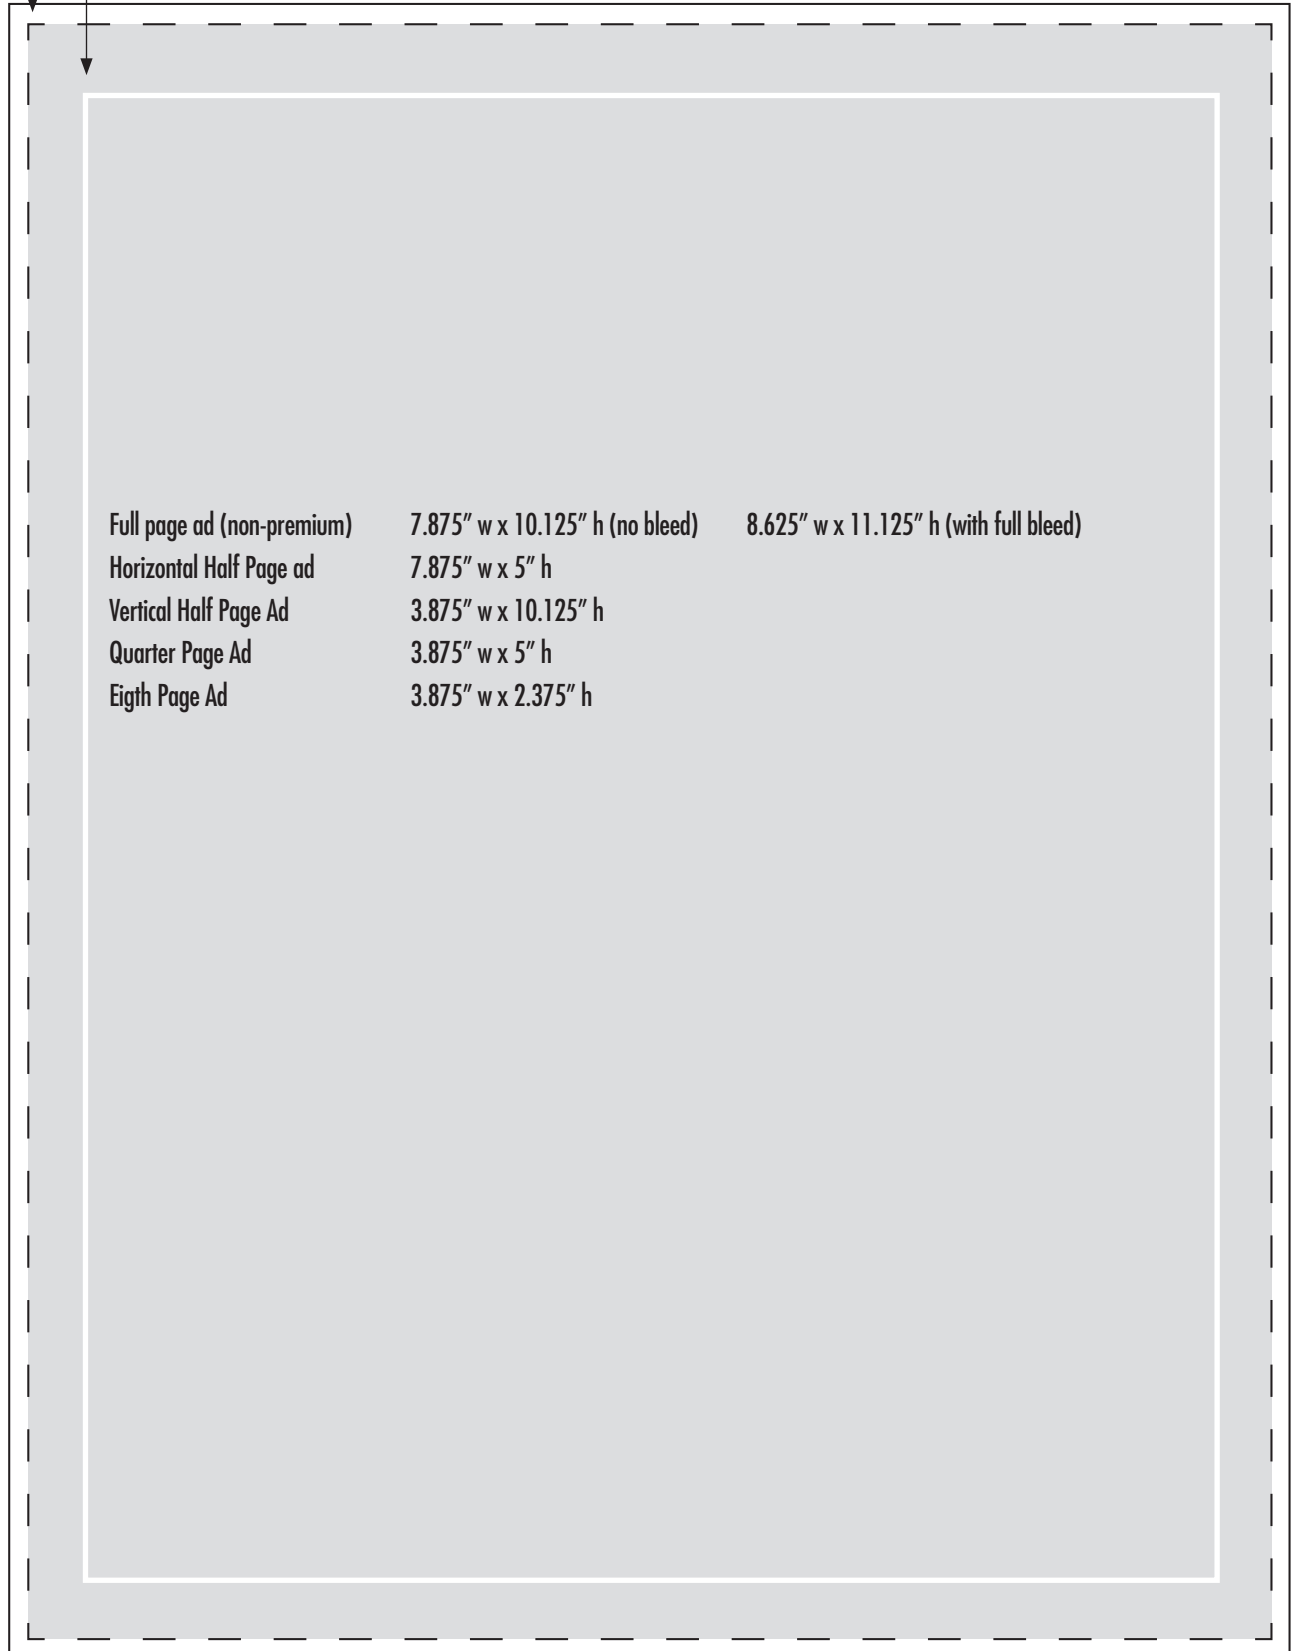 Full page ad (non-premium) 7.875” w x 10.125” h (no bleed) 8.625” w x 11.125” h (with full bleed)
Horizontal Half Page ad 7.875” w x 5” h
Vertical Half Page Ad 3.875” w x 10.125” h
Quarter Page Ad 3.875” w x 5” h
Eigth Page Ad 3.875” w x 2.375” h